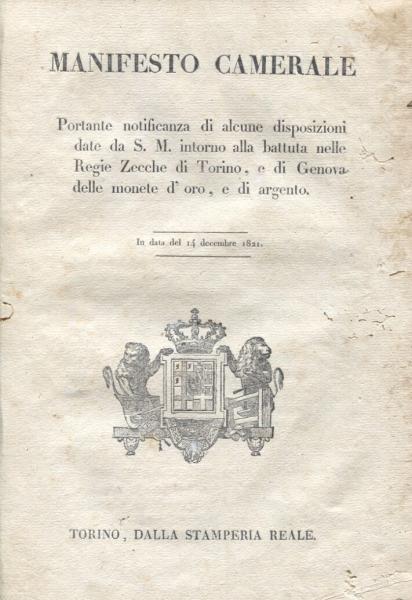 MANIFESTO CAMERALE
Portante notificanza di alcune disposizioni
date da S. M. intorno alla battuta nelle
Regie Zecche di Torino, e di Genova
delle monete d'oro, e di argento.
In data del 14 decembre 1821.
TORINO, DALLA STAMPERIA REALE.